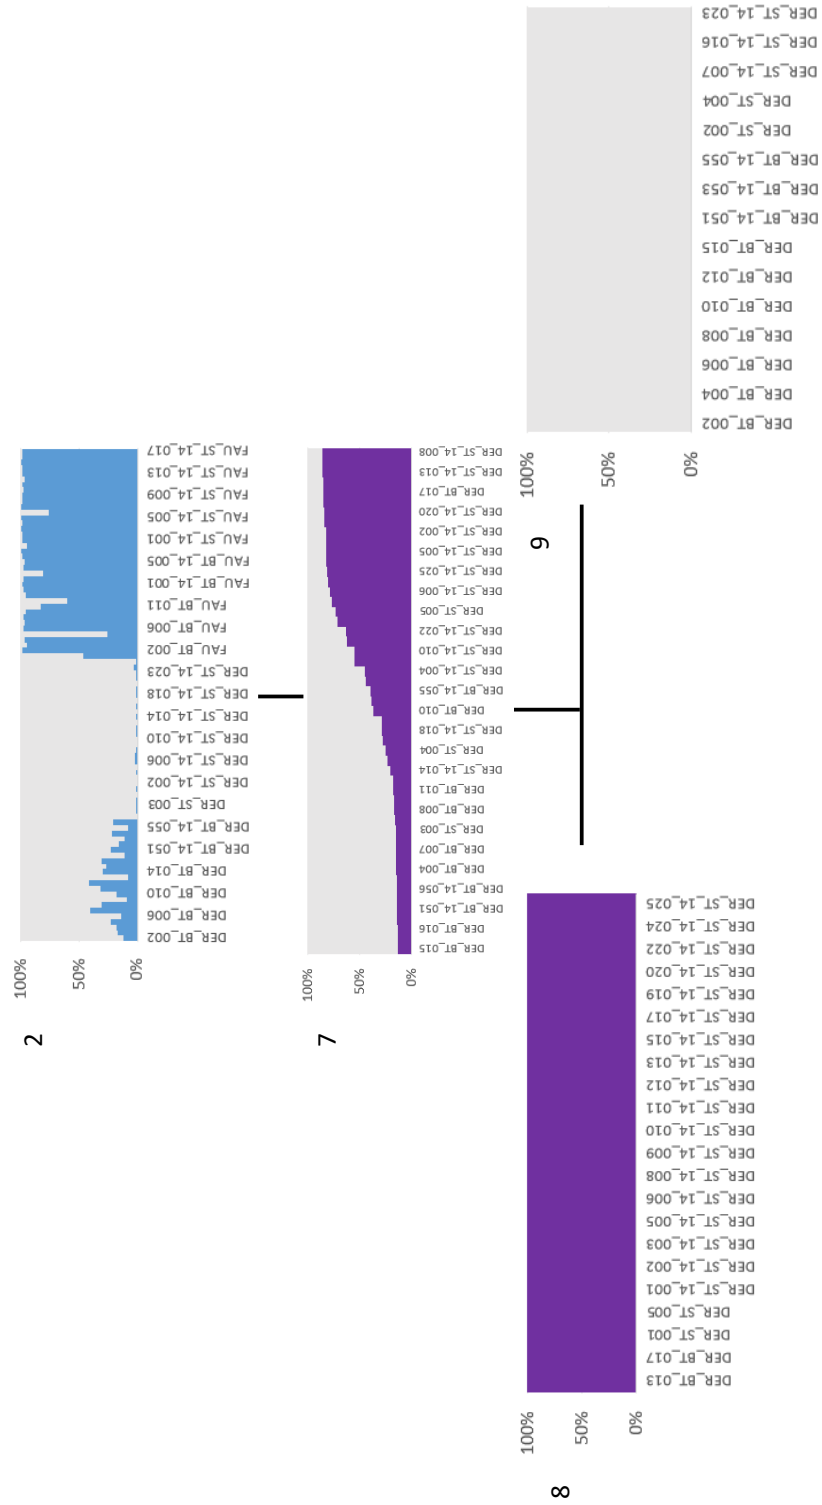 2
100%
50%
0%
DER_BT_002
DER_BT_006
DER_BT_010
DER_BT_014
DER_BT_14_051
DER_BT_14_055
DER_ST_003
DER_ST_14_002
DER_ST_14_006
DER_ST_14_010
DER_ST_14_014
DER_ST_14_018
DER_ST_14_023
FAU_BT_002
FAU_BT_006
FAU_BT_011
FAU_BT_14_001
FAU_BT_14_005
FAU_ST_14_001
FAU_ST_14_005
FAU_ST_14_009
FAU_ST_14_013
FAU_ST_14_017
7
100%
50%
0%
DER_BT_015
DER_BT_016
DER_BT_14_051
DER_BT_14_056
DER_BT_004
DER_BT_007
DER_ST_003
DER_BT_008
DER_BT_011
DER_ST_14_014
DER_ST_004
DER_ST_14_018
DER_BT_010
DER_BT_14_055
DER_ST_14_004
DER_ST_14_010
DER_ST_14_022
DER_ST_005
DER_ST_14_006
DER_ST_14_025
DER_ST_14_005
DER_ST_14_002
DER_ST_14_020
DER_BT_017
DER_ST_14_013
DER_ST_14_008
8
100%
50%
0%
DER_BT_013
DER_BT_017
DER_ST_001
DER_ST_005
DER_ST_14_001
DER_ST_14_002
DER_ST_14_003
DER_ST_14_005
DER_ST_14_006
DER_ST_14_008
DER_ST_14_009
DER_ST_14_010
DER_ST_14_011
DER_ST_14_012
DER_ST_14_013
DER_ST_14_015
DER_ST_14_017
DER_ST_14_019
DER_ST_14_020
DER_ST_14_022
DER_ST_14_024
DER_ST_14_025
9
100%
50%
0%
DER_BT_002
DER_BT_004
DER_BT_006
DER_BT_008
DER_BT_010
DER_BT_012
DER_BT_015
DER_BT_14_051
DER_BT_14_053
DER_BT_14_055
DER_ST_002
DER_ST_004
DER_ST_14_007
DER_ST_14_016
DER_ST_14_023